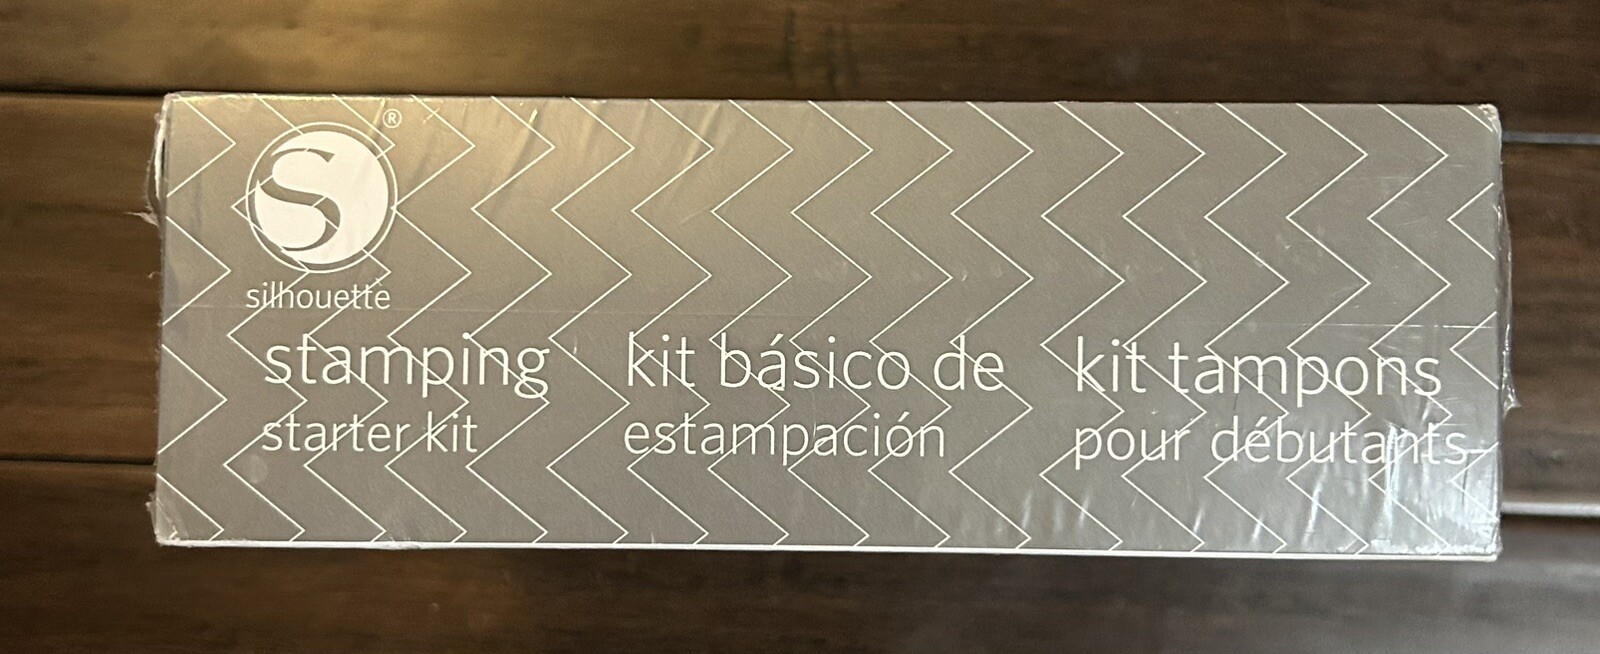 S®
silhouette
stamping
starter kit
kit básico de
estampación
kit tampons
pour débutants